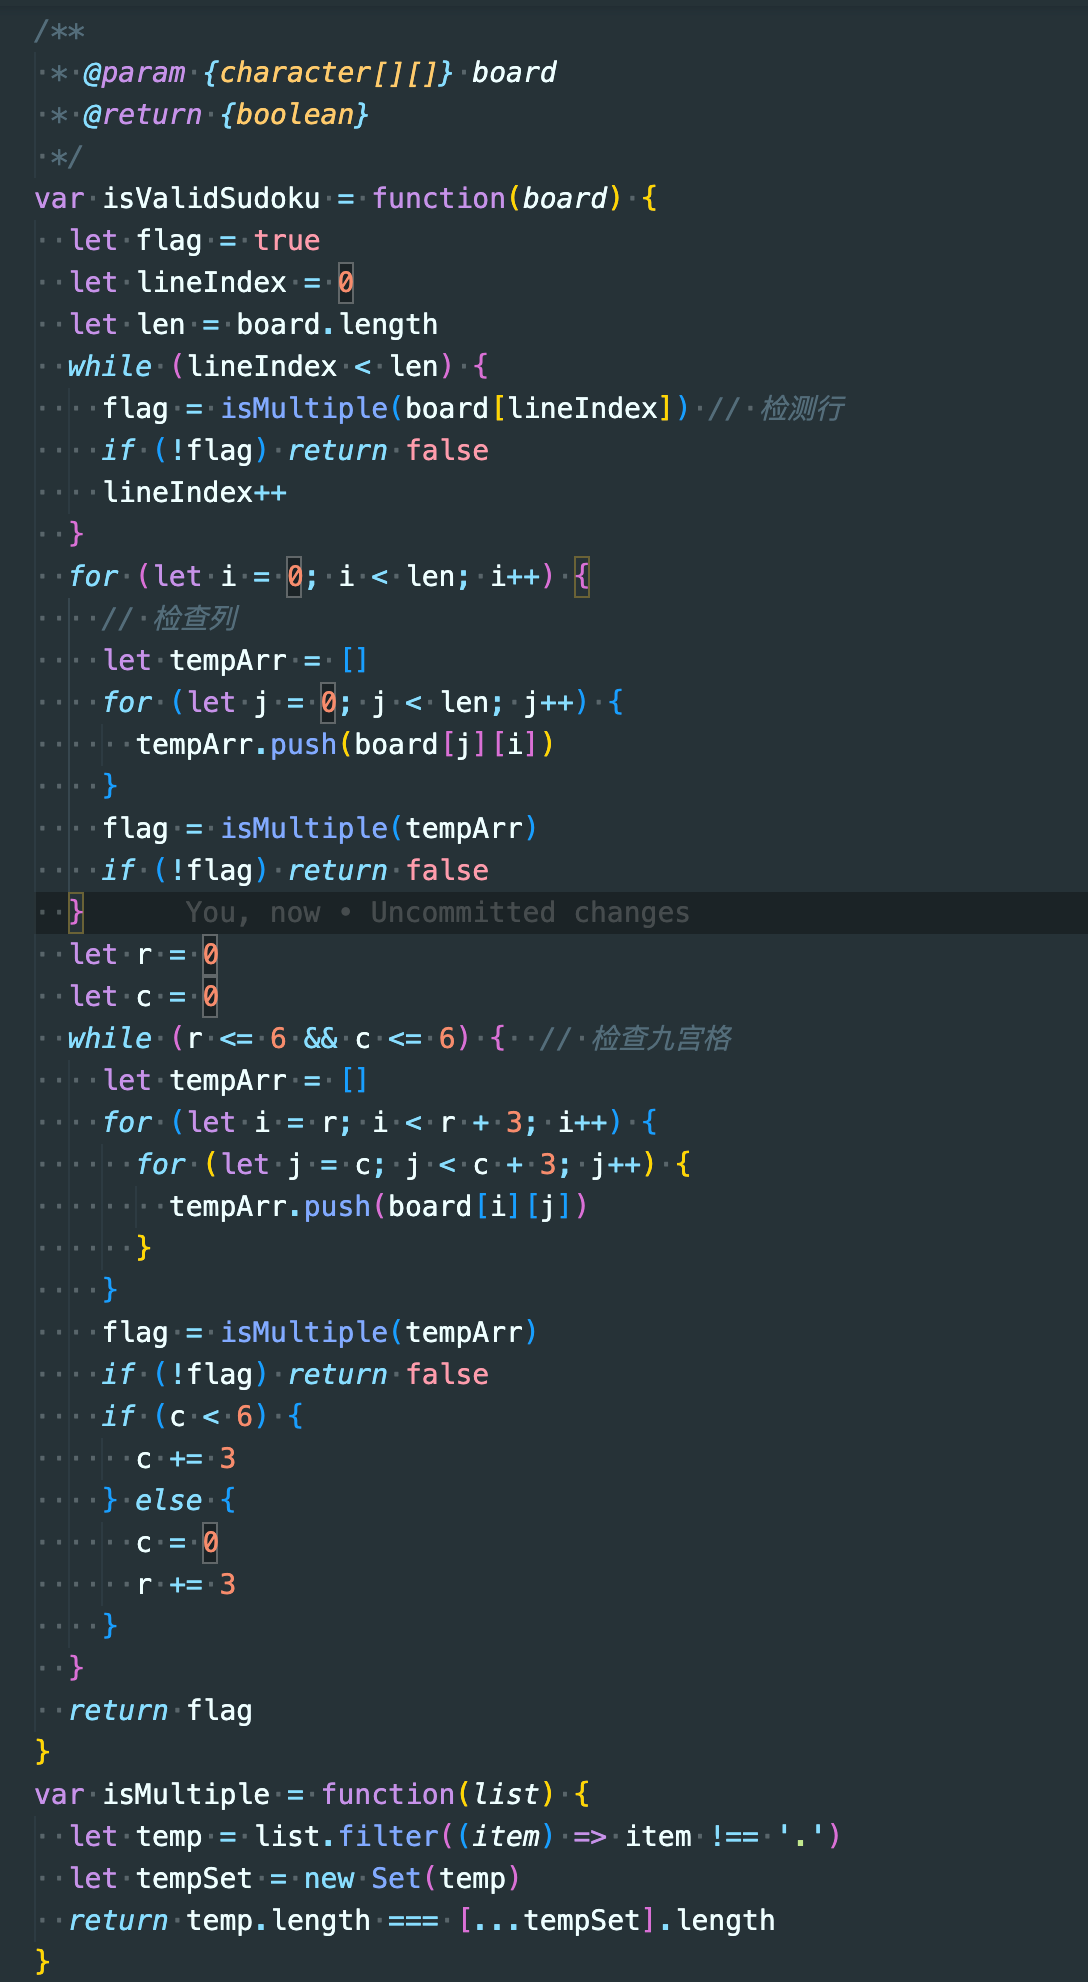 /**
 * @param {character[][]} board
 * @return {boolean}
 */
var isValidSudoku = function(board) {
  let flag = true
  let lineIndex = 0
  let len = board.length
  while (lineIndex < len) {
    flag = isMultiple(board[lineIndex]) // 检测行
    if (!flag) return false
    lineIndex++
  }
  for (let i = 0; i < len; i++) {
    // 检查列
    let tempArr = []
    for (let j = 0; j < len; j++) {
      tempArr.push(board[j][i])
    }
    flag = isMultiple(tempArr)
    if (!flag) return false
  }      You, now • Uncommitted changes
  let r = 0
  let c = 0
  while (r <= 6 && c <= 6) {  // 检查九宫格
    let tempArr = []
    for (let i = r; i < r + 3; i++) {
      for (let j = c; j < c + 3; j++) {
        tempArr.push(board[i][j])
      }
    }
    flag = isMultiple(tempArr)
    if (!flag) return false
    if (c < 6) {
      c += 3
    } else {
      c = 0
      r += 3
    }
  }
  return flag
}
var isMultiple = function(list) {
  let temp = list.filter((item) => item !== '.')
  let tempSet = new Set(temp)
  return temp.length === [...tempSet].length
}